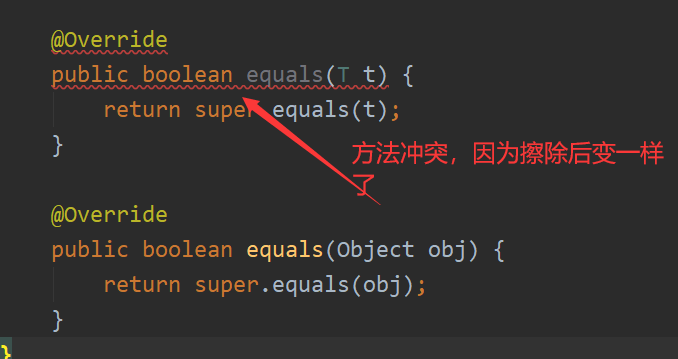 @Override
public boolean equals(T t) {
return super.equals(t);
}
方法冲突，因为擦除后变一样
了
@Override
public boolean equals(Object obj) {
return super.equals(obj);
}
}